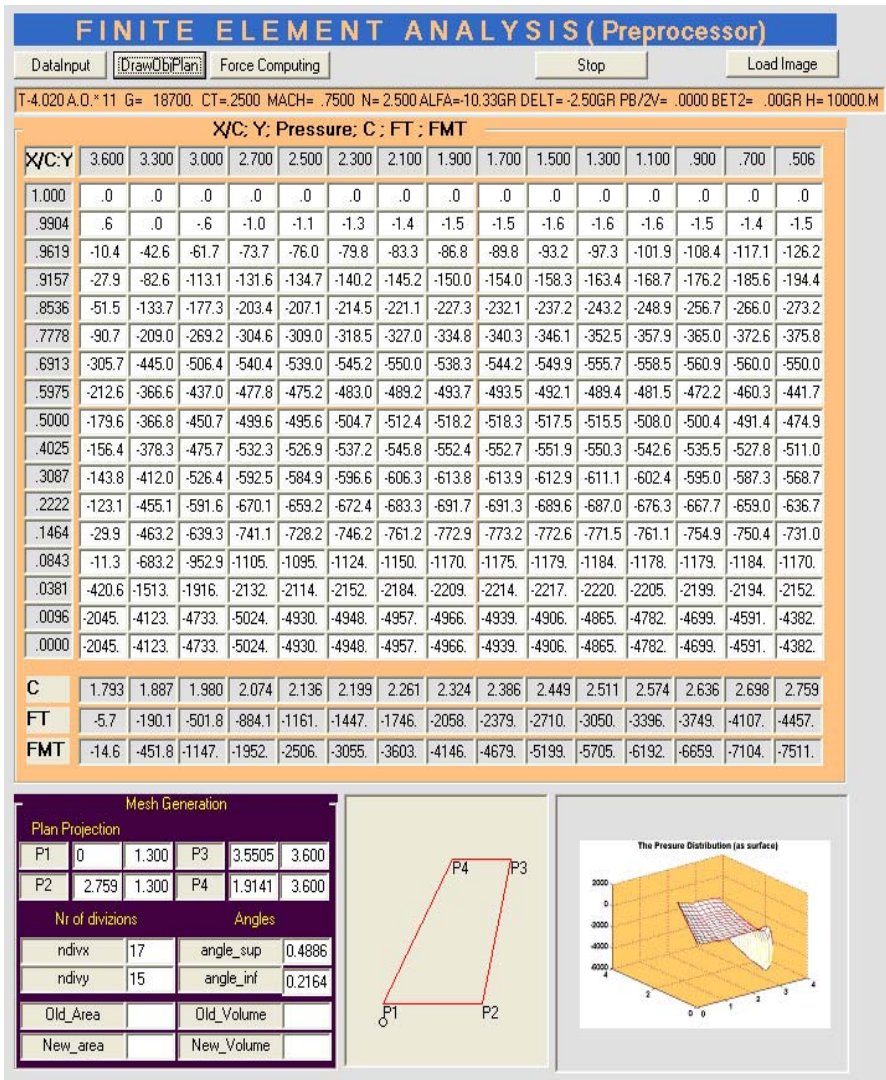 FINITE ELEMENT ANALYSIS ( Preprocessor)
DataInput DrawObjPlan Force Computing Stop Load Image
T-4.020 A.O.* 11 G= 18700. CT=.2500 MACH= .7500 N= 2.500 ALFA=-10.33GR DELT= -2.50GR PB/2V= .0000 BET2= .00GR H= 10000.M
X/C; Y; Pressure; C ; FT ; FMT
X/C:Y 3.600 3.300 3.000 2.700 2.500 2.300 2.100 1.900 1.700 1.500 1.300 1.100 .900 .700 .506
1.000 .0 .0 .0 .0 .0 .0 .0 .0 .0 .0 .0 .0 .0 .0 .0
.9904 .6 .0 -.6 -1.0 -1.1 -1.3 -1.4 -1.5 -1.5 -1.6 -1.6 -1.6 -1.5 -1.4 -1.5
.9619 -10.4 -42.6 -61.7 -73.7 -76.0 -79.8 -83.3 -86.8 -89.8 -93.2 -97.3 -101.9 -108.4 -117.1 -126.2
.9157 -27.9 -82.6 -113.1 -131.6 -134.7 -140.2 -145.2 -150.0 -154.0 -158.3 -163.4 -168.7 -176.2 -185.6 -194.4
.8536 -51.5 -133.7 -177.3 -203.4 -207.1 -214.5 -221.1 -227.3 -232.1 -237.2 -243.2 -248.9 -256.7 -266.0 -273.2
.7778 -90.7 -209.0 -269.2 -304.6 -309.0 -318.5 -327.0 -334.8 -340.3 -346.1 -352.5 -357.9 -365.0 -372.6 -375.8
.6913 -305.7 -445.0 -506.4 -540.4 -539.0 -545.2 -550.0 -538.3 -544.2 -549.9 -555.7 -558.5 -560.9 -560.0 -550.0
.5975 -212.6 -366.6 -437.0 -477.8 -475.2 -483.0 -489.2 -493.7 -493.5 -492.1 -489.4 -481.5 -472.2 -460.3 -441.7
.5000 -179.6 -366.8 -450.7 -499.6 -495.6 -504.7 -512.4 -518.2 -518.3 -517.5 -515.5 -508.0 -500.4 -491.4 -474.9
.4025 -156.4 -378.3 -475.7 -532.3 -526.9 -537.2 -545.8 -552.4 -552.7 -551.9 -550.3 -542.6 -535.5 -527.8 -511.0
.3087 -143.8 -412.0 -526.4 -592.5 -584.9 -596.6 -606.3 -613.8 -613.9 -612.9 -611.1 -602.4 -595.0 -587.3 -568.7
.2222 -123.1 -455.1 -591.6 -670.1 -659.2 -672.4 -683.3 -691.7 -691.3 -689.6 -687.0 -676.3 -667.7 -659.0 -636.7
.1464 -29.9 -463.2 -639.3 -741.1 -728.2 -746.2 -761.2 -772.9 -773.2 -772.6 -771.5 -761.1 -754.9 -750.4 -731.0
.0843 -11.3 -683.2 -952.9 -1105. -1095. -1124. -1150. -1170. -1175. -1179. -1184. -1178. -1179. -1184. -1170.
.0381 -420.6 -1513. -1916. -2132. -2114. -2152. -2184. -2209. -2214. -2217. -2220. -2205. -2199. -2194. -2152.
.0096 -2045. -4123. -4733. -5024. -4930. -4948. -4957. -4966. -4939. -4906. -4865. -4782. -4699. -4591. -4382.
.0000 -2045. -4123. -4733. -5024. -4930. -4948. -4957. -4966. -4939. -4906. -4865. -4782. -4699. -4591. -4382.
C 1.793 1.887 1.980 2.074 2.136 2.199 2.261 2.324 2.386 2.449 2.511 2.574 2.636 2.698 2.759
FT -5.7 -190.1 -501.8 -884.1 -1161. -1447. -1746. -2058. -2379. -2710. -3050. -3396. -3749. -4107. -4457.
FMT -14.6 -451.8 -1147. -1952. -2506. -3055. -3603. -4146. -4679. -5199. -5705. -6192. -6659. -7104. -7511.
Mesh Generation
Plan Projection
P1 0 1.300 P3 3.5505 3.600
P2 2.759 1.300 P4 1.9141 3.600
Nr of divizions Angles
ndivx 17 angle_sup 0.4886
ndivy 15 angle_inf 0.2164
Old_Area Old_Volume
New_area New_Volume
P4 P3
P1 P2
The Presure Distribution (as surface)
2000
0
-2000
-4000
-6000
4
2
0 0
1
2
3
4